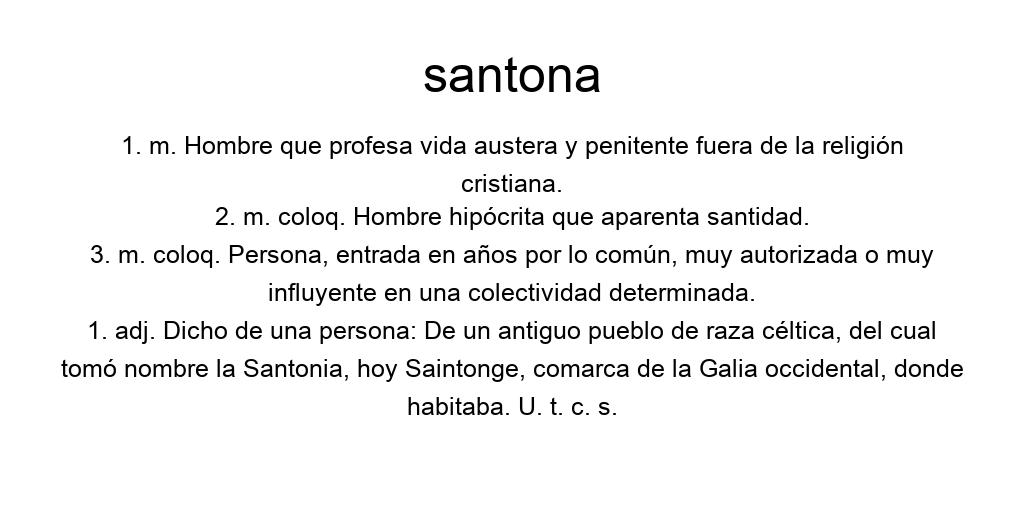 santona
1. m. Hombre que profesa vida austera y penitente fuera de la religión
cristiana.
2. m. coloq. Hombre hipócrita que aparenta santidad.
3. m. coloq. Persona, entrada en años por lo común, muy autorizada o muy
influyente en una colectividad determinada.
1. adj. Dicho de una persona: De un antiguo pueblo de raza céltica, del cual
tomó nombre la Santonia, hoy Saintonge, comarca de la Galia occidental, donde
habitaba. U. t. c. s.